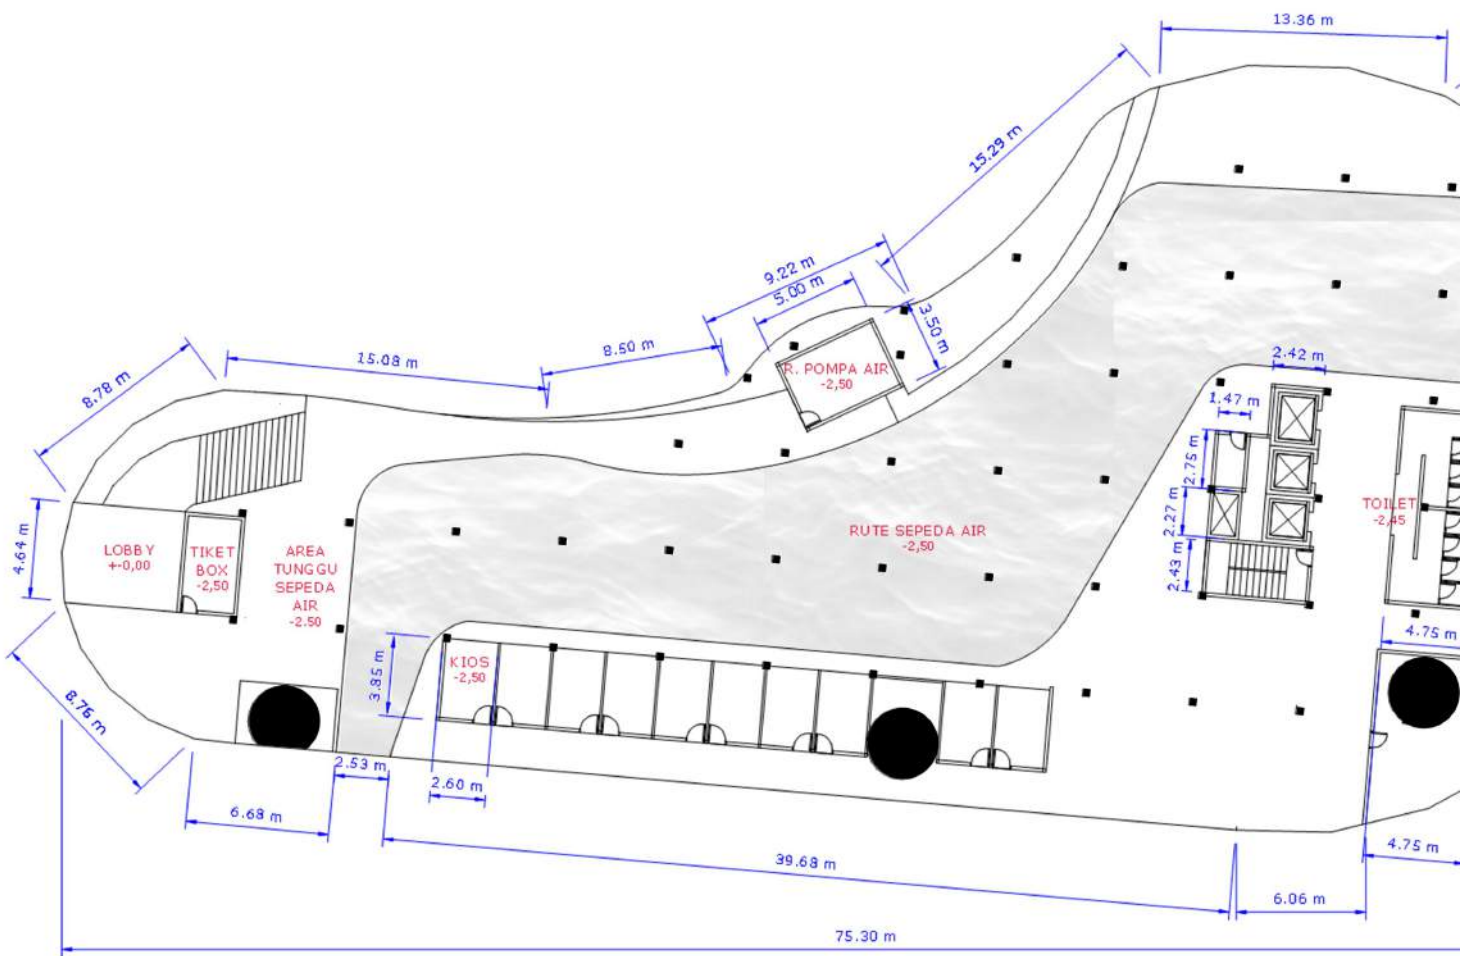 13.36 m
15.29 m
9.22 m
5.00 m
3.50 m
8.50 m
15.08 m
8.78 m
R. POMPA AIR
-2,50
2.42 m
1.47 m
2.75 m
2.27 m
2.43 m
TOILET
-2,45
4.64 m
LOBBY
+-0,00
TIKET
BOX
-2,50
AREA
TUNGGU
SEPEDA
AIR
-2.50
RUTE SEPEDA AIR
-2,50
4.75 m
KIOS
-2,50
3.85 m
8.76 m
2.53 m
2.60 m
6.68 m
39.68 m
4.75 m
6.06 m
75.30 m